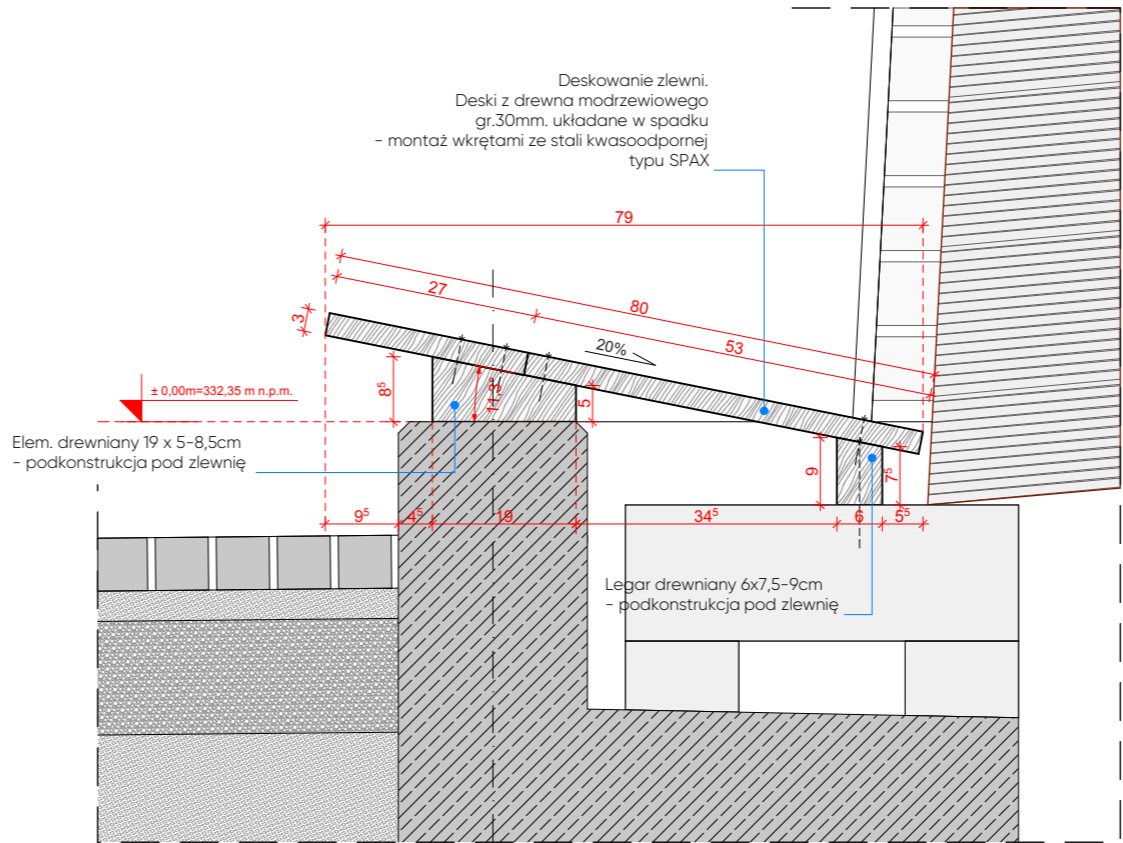 Deskowanie zlewni.
Deski z drewna modrzewiowego
gr.30mm. układane w spadku
- montaż wkrętami ze stali kwasoodpornej
typu SPAX
79
27
80
53
3
20%
± 0,00m=332,35 m n.p.m.
8⁵
11,3°
5
Elem. drewniany 19 x 5-8,5cm
- podkonstrukcja pod zlewnię
9
7⁵
9⁵
4⁵
19
34⁵
6
5⁵
Legar drewniany 6x7,5-9cm
- podkonstrukcja pod zlewnię